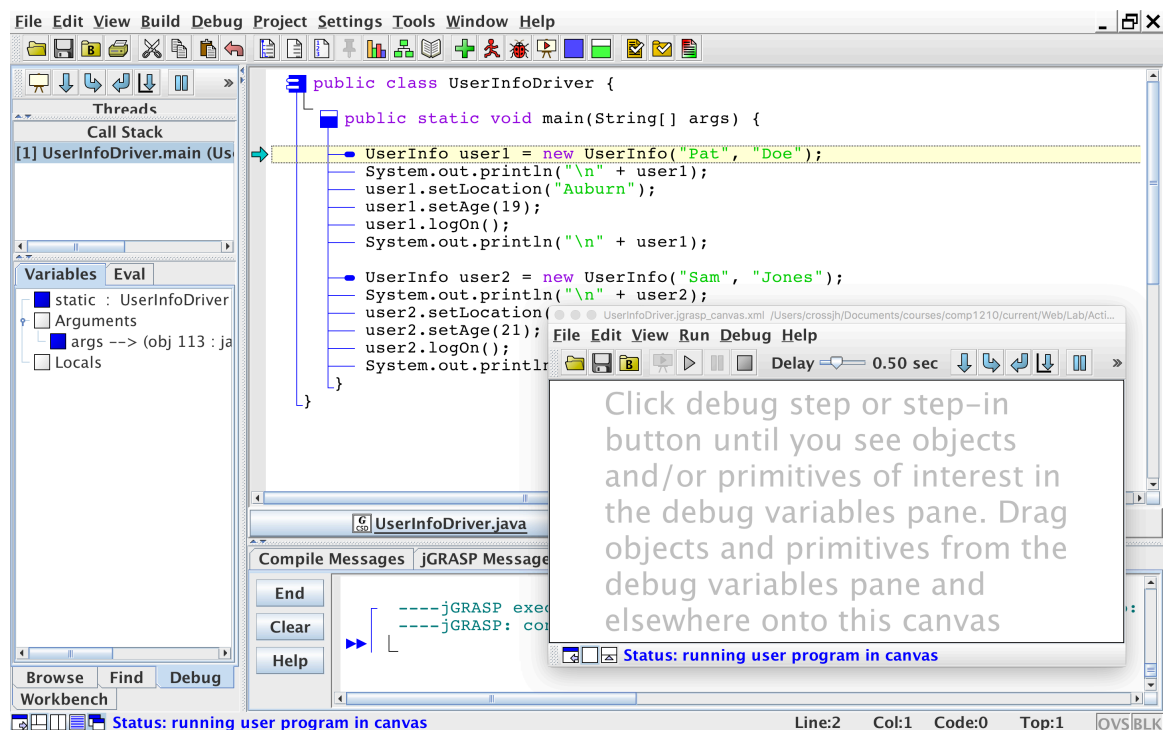 File Edit View Build Debug Project Settings Tools Window Help
Threads
Call Stack
[1] UserInfoDriver.main (Us
Variables Eval
static : UserInfoDriver
Arguments
args --> (obj 113 : ja
Locals
Browse Find Debug
Workbench
public class UserInfoDriver {
public static void main(String[] args) {
UserInfo user1 = new UserInfo("Pat", "Doe");
System.out.println("\n" + user1);
user1.setLocation("Auburn");
user1.setAge(19);
user1.logOn();
System.out.println("\n" + user1);
UserInfo user2 = new UserInfo("Sam", "Jones");
System.out.println("\n" + user2);
user2.setLocation(
user2.setAge(21);
user2.logOn();
System.out.println
}
}
UserInfoDriver.java
UserInfoDriver.jgrasp_canvas.xml /Users/crossjh/Documents/courses/comp1210/current/Web/Lab/Acti...
File Edit View Run Debug Help
Delay 0.50 sec
Click debug step or step-in
button until you see objects
and/or primitives of interest in
the debug variables pane. Drag
objects and primitives from the
debug variables pane and
elsewhere onto this canvas
Status: running user program in canvas
Compile Messages jGRASP Message
End
Clear
Help
----jGRASP exec
----jGRASP: con
Status: running user program in canvas
Line:2 Col:1 Code:0 Top:1 OVS BLK